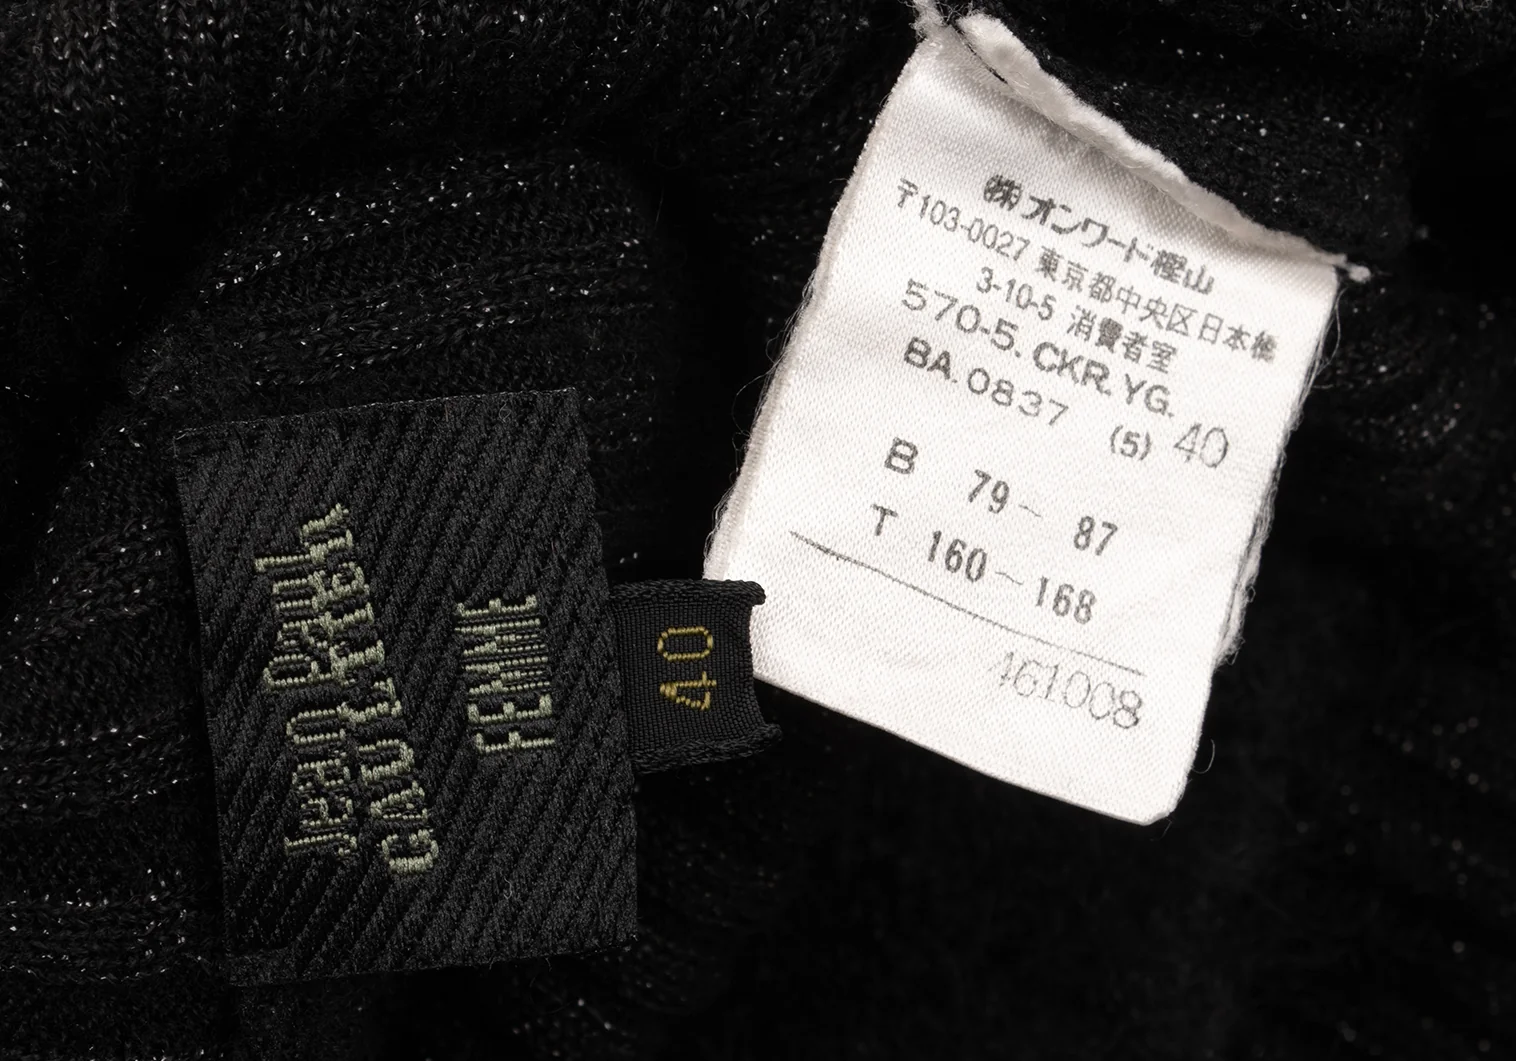 Jean Paul
GAULTIER
FEMME
40
㈱オンワード樫山
〒103-0027 東京都中央区日本橋
3-10-5 消費者室
570-5. CKR. YG.
BA. 0837 (5) 40
B 79~87
T 160~168
461008